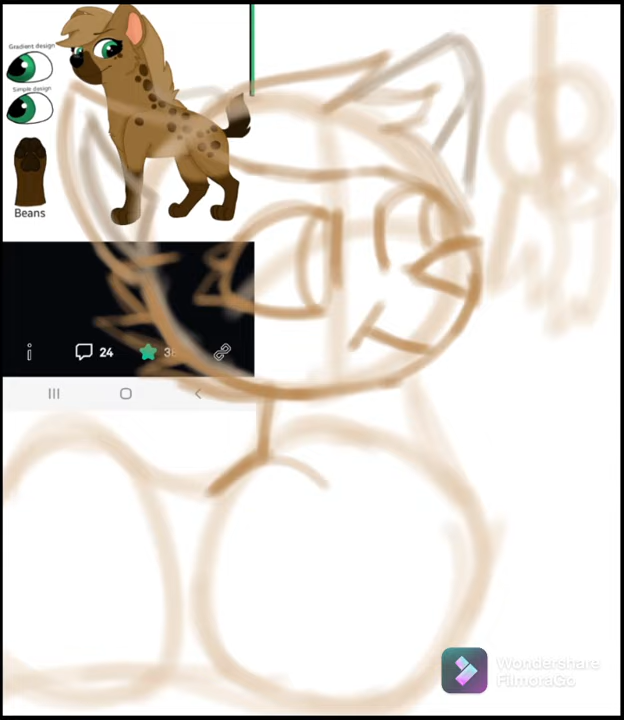 Gradient design
Sample design
Beans
24
Wondershare
FilmoraGo